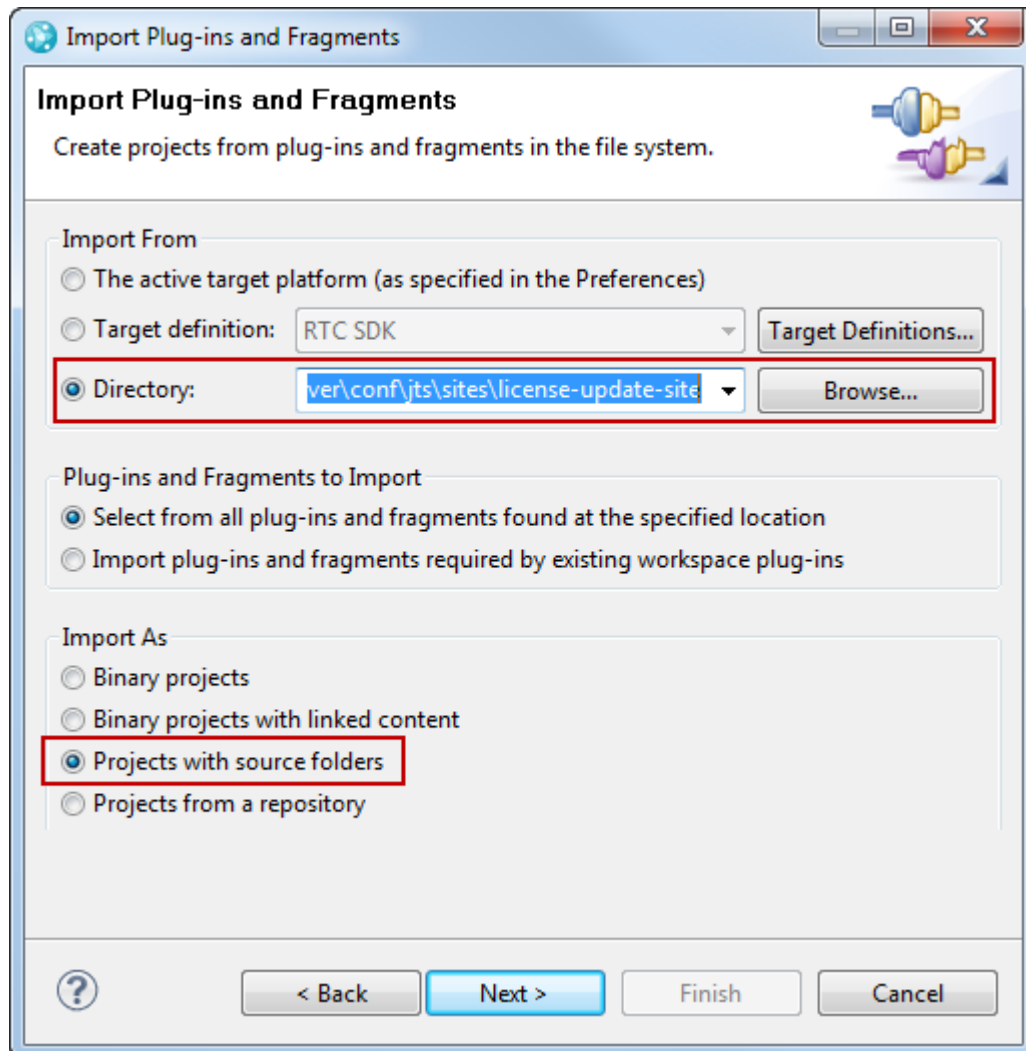 Import Plug-ins and Fragments
Import Plug-ins and Fragments
Create projects from plug-ins and fragments in the file system.
Import From
The active target platform (as specified in the Preferences)
Target definition: RTC SDK Target Definitions...
Directory: ver\conf\jts\sites\license-update-site Browse...
Plug-ins and Fragments to Import
Select from all plug-ins and fragments found at the specified location
Import plug-ins and fragments required by existing workspace plug-ins
Import As
Binary projects
Binary projects with linked content
Projects with source folders
Projects from a repository
? < Back Next > Finish Cancel